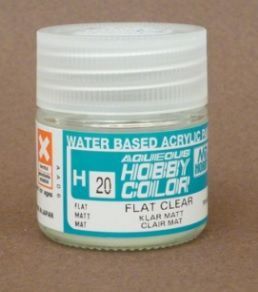 WATER BASED ACRYLIC
AQUEOUS
HOBBY
COLOR
H 20
FLAT
MATT
MAT
FLAT CLEAR
KLAR MATT
CLAIR MAT